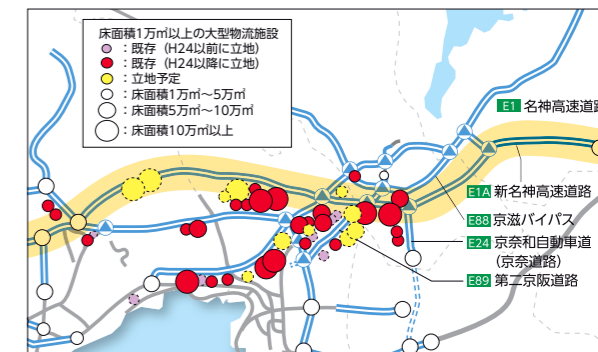 床面積1万㎡以上の大型物流施設
：既存（H24以前に立地）
：既存（H24以降に立地）
：立地予定
：床面積1万㎡～5万㎡
：床面積5万㎡～10万㎡
：床面積10万㎡以上
E1 名神高速道路
E1A 新名神高速道路
E88 京滋バイパス
E24 京奈和自動車道
（京奈道路）
E89 第二京阪道路